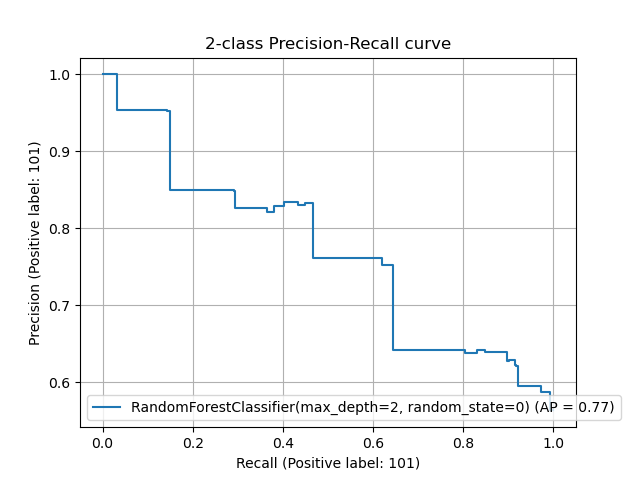 2-class Precision-Recall curve
Precision (Positive label: 101)
1.0
0.9
0.8
0.7
0.6
RandomForestClassifier(max_depth=2, random_state=0) (AP = 0.77)
0.0 0.2 0.4 0.6 0.8 1.0
Recall (Positive label: 101)